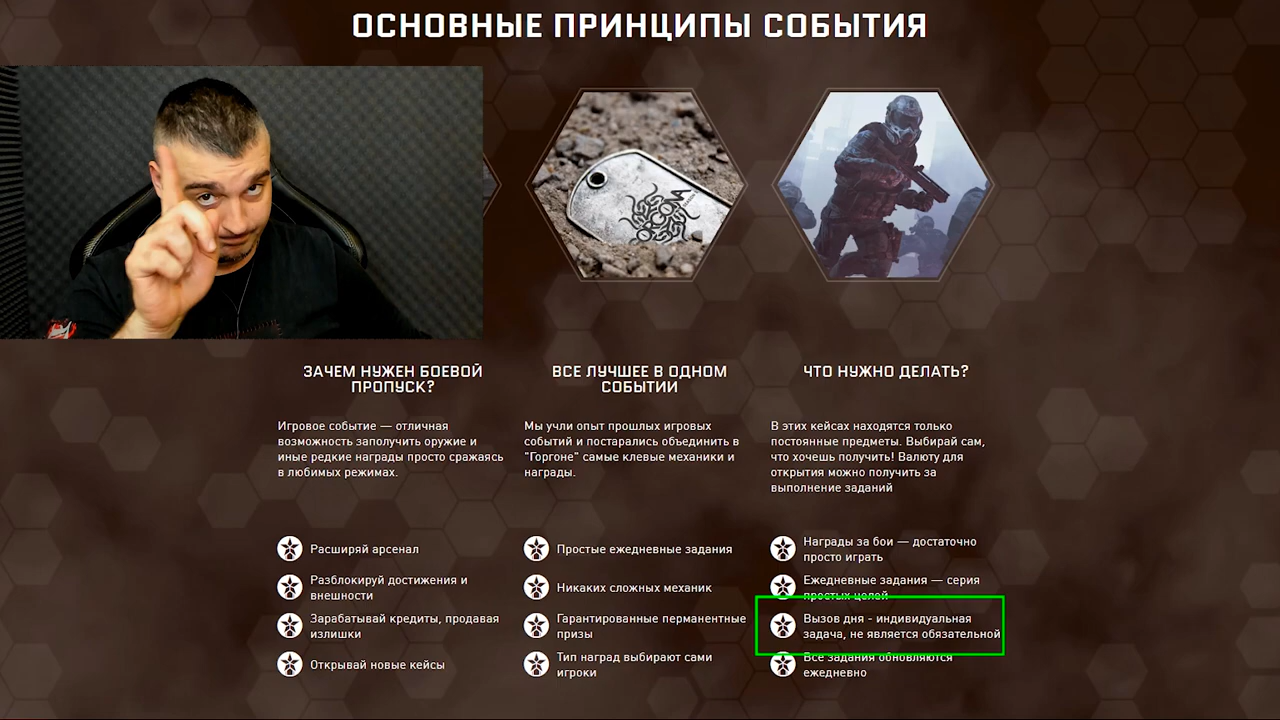 ОСНОВНЫЕ ПРИНЦИПЫ СОБЫТИЯ
ЗАЧЕМ НУЖЕН БОЕВОЙ
ПРОПУСК?
Игровое событие — отличная
возможность заполучить оружие и
иные редкие награды просто сражаясь
в любимых режимах.
Расширяй арсенал
Разблокируй достижения и
внешности
Зарабатывай кредиты, продавая
излишки
Открывай новые кейсы
ВСЕ ЛУЧШЕЕ В ОДНОМ
СОБЫТИИ
Мы учли опыт прошлых игровых
событий и постарались объединить в
"Горгоне" самые клевые механики и
награды.
Простые ежедневные задания
Никаких сложных механик
Гарантированные перманентные
призы
Тип наград выбирают сами
игроки
ЧТО НУЖНО ДЕЛАТЬ?
В этих кейсах находятся только
постоянные предметы. Выбирай сам,
что хочешь получить! Валюту для
открытия можно получить за
выполнение заданий
Награды за бои — достаточно
просто играть
Ежедневные задания — серия
простых целей
Вызов дня - индивидуальная
задача, не является обязательной
Все задания обновляются
ежедневно